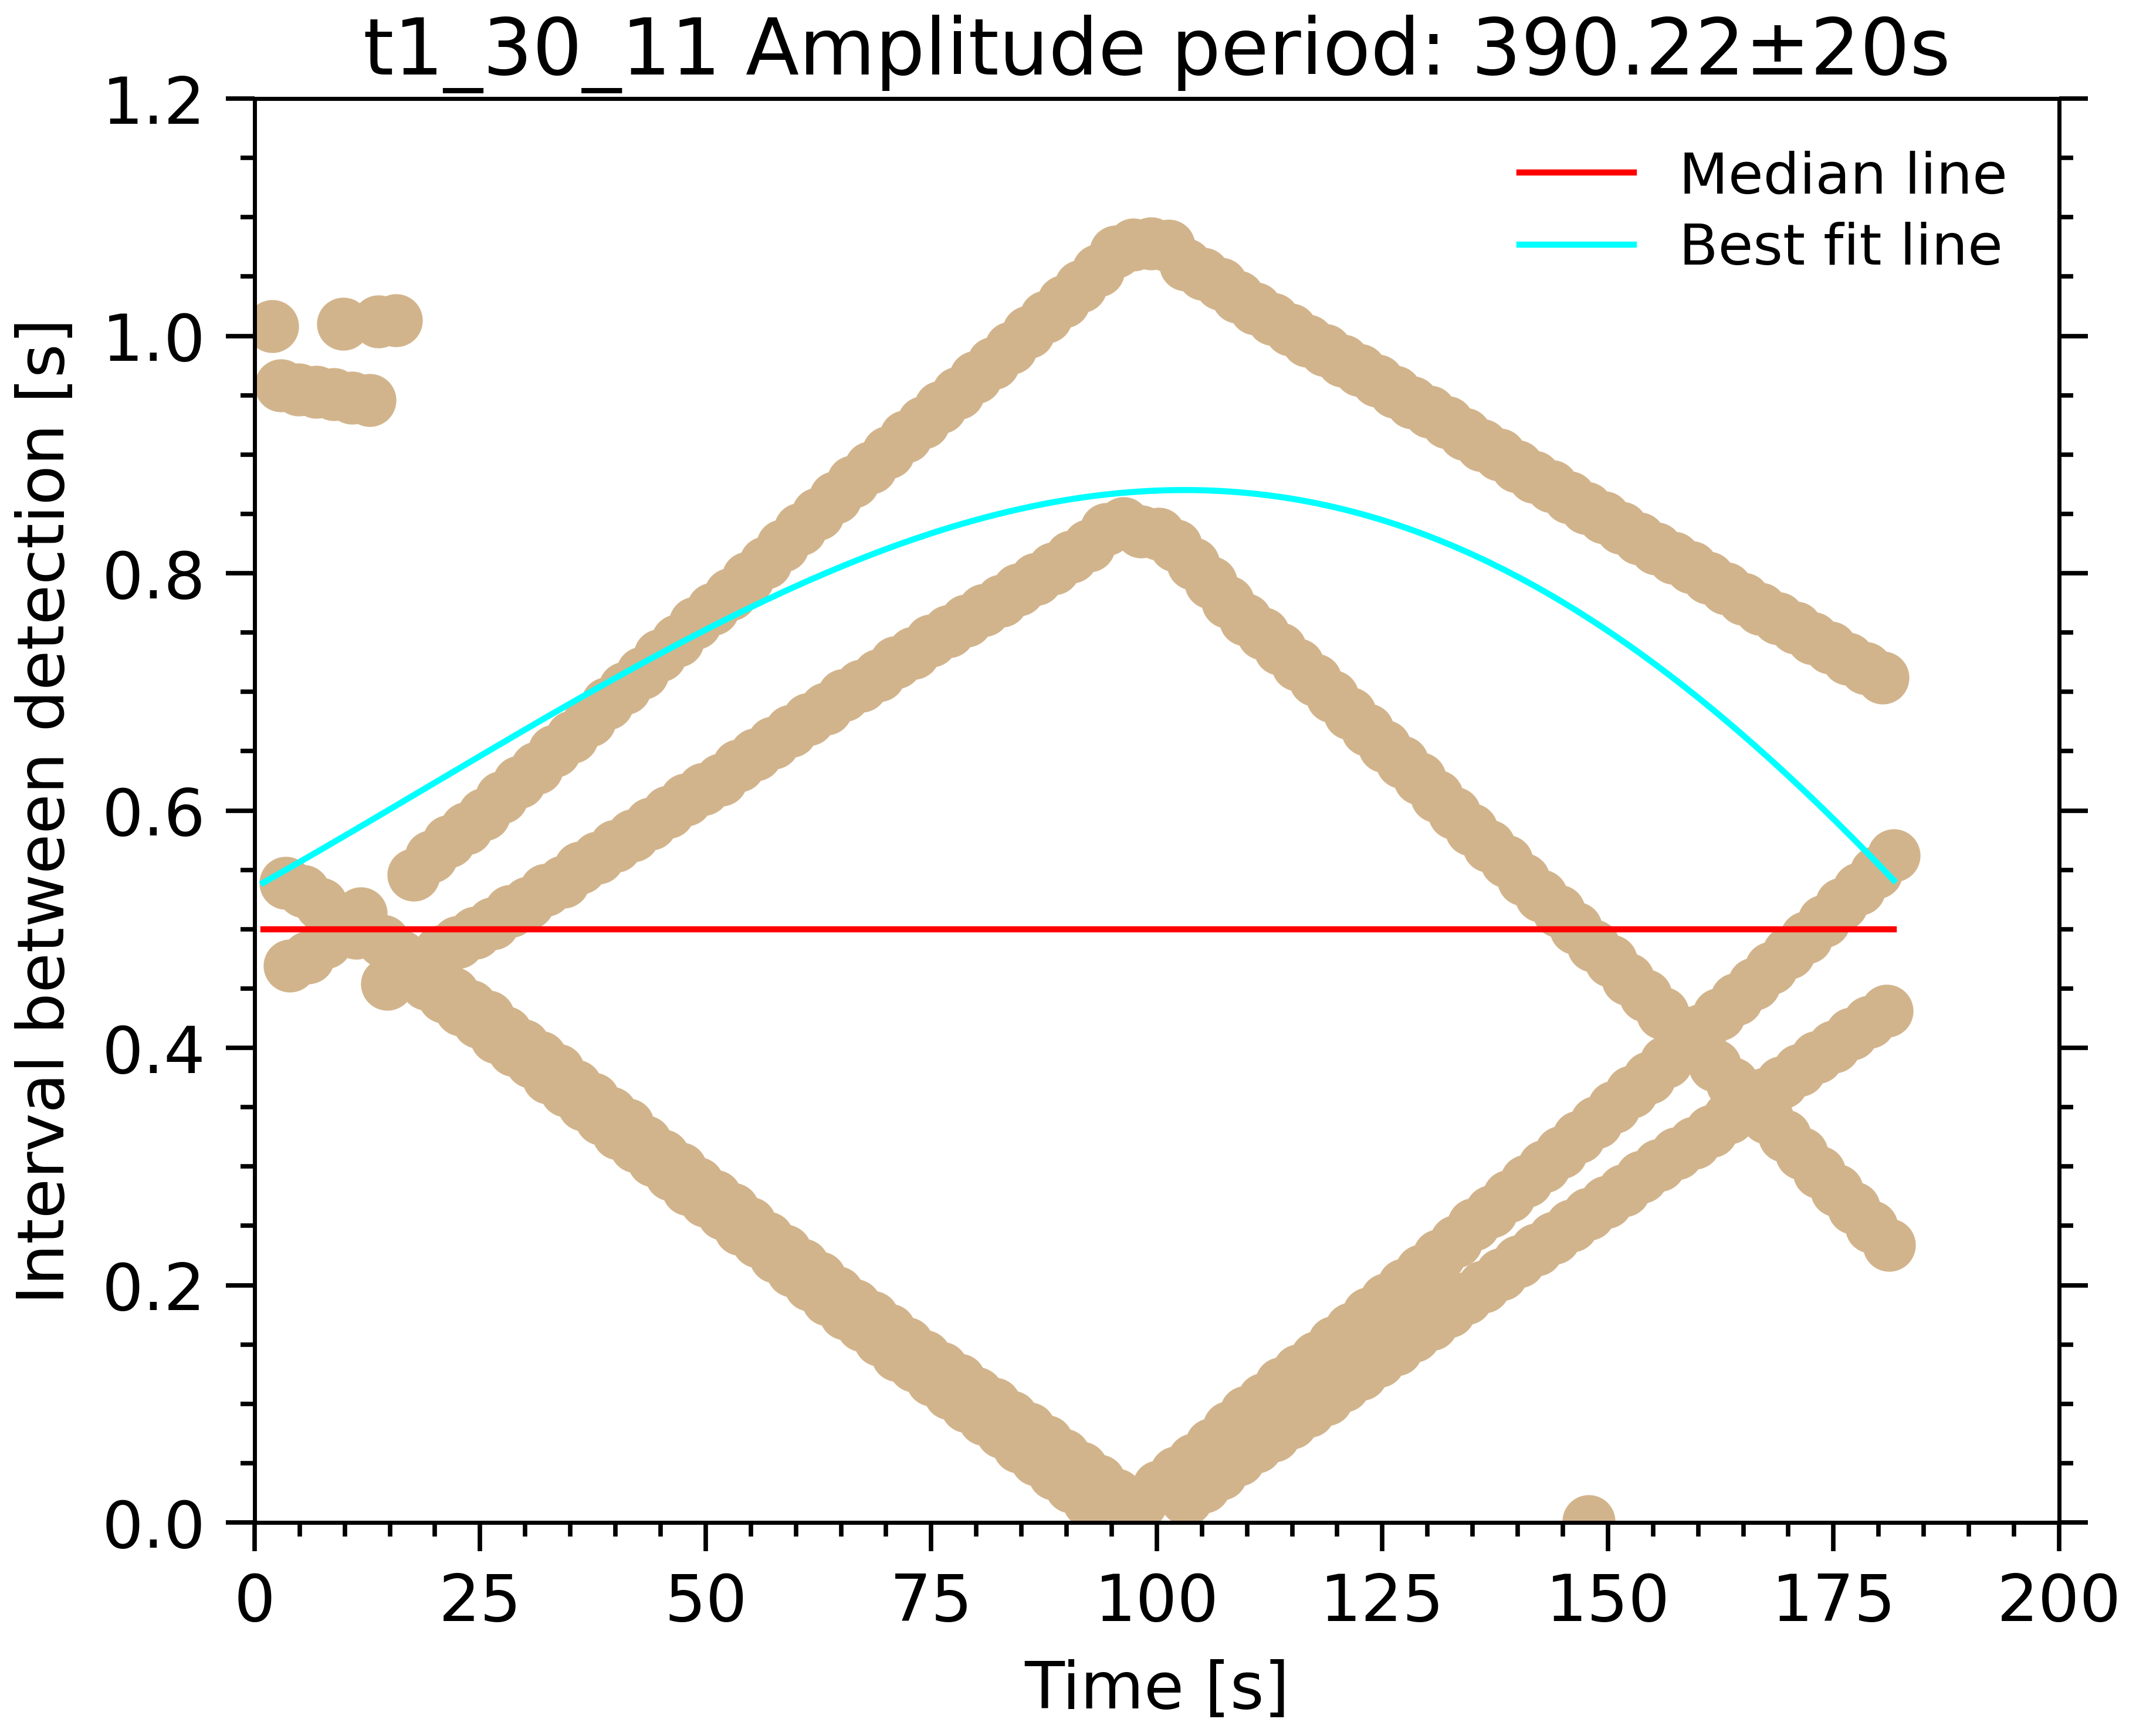 t1_30_11 Amplitude period: 390.22±20s
Median line
Best fit line
Interval between detection [s]
1.2
1.0
0.8
0.6
0.4
0.2
0.0
0 25 50 75 100 125 150 175 200
Time [s]